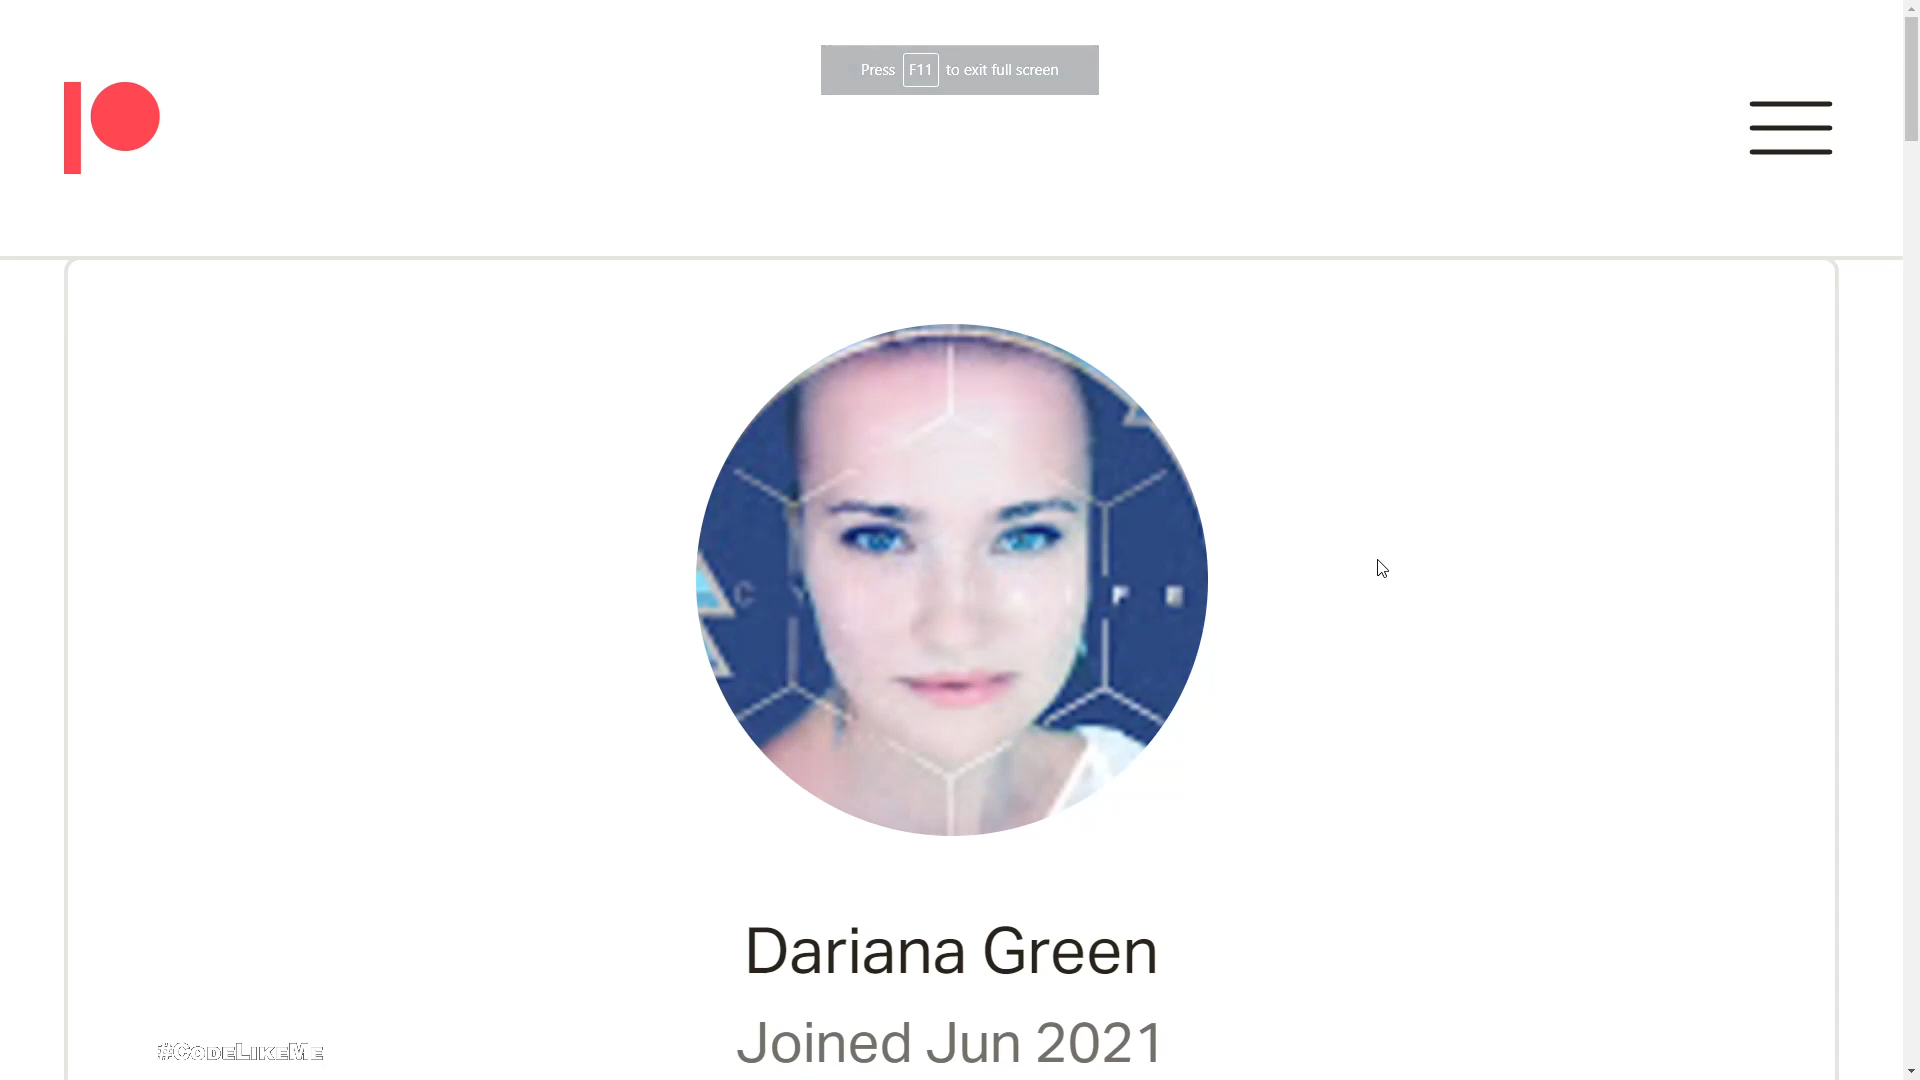 Press F11 to exit full screen
Dariana Green
Joined Jun 2021
#CodeLikeMe